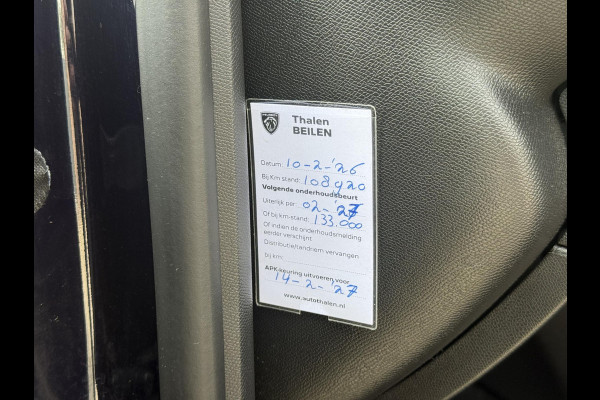 Thalen
BEILEN
Datum: 10-2-'26
Bij Km stand: 108920
Volgende onderhoudsbeurt
Uiterlijk per: 02-'27
Of bij km-stand: 133.000
Of indien de onderhoudsmelding
eerder verschijnt
Distributieband-riem vervangen
bij km:
APK-keuring uitvoeren voor
14-2-'27
www.autothalen.nl